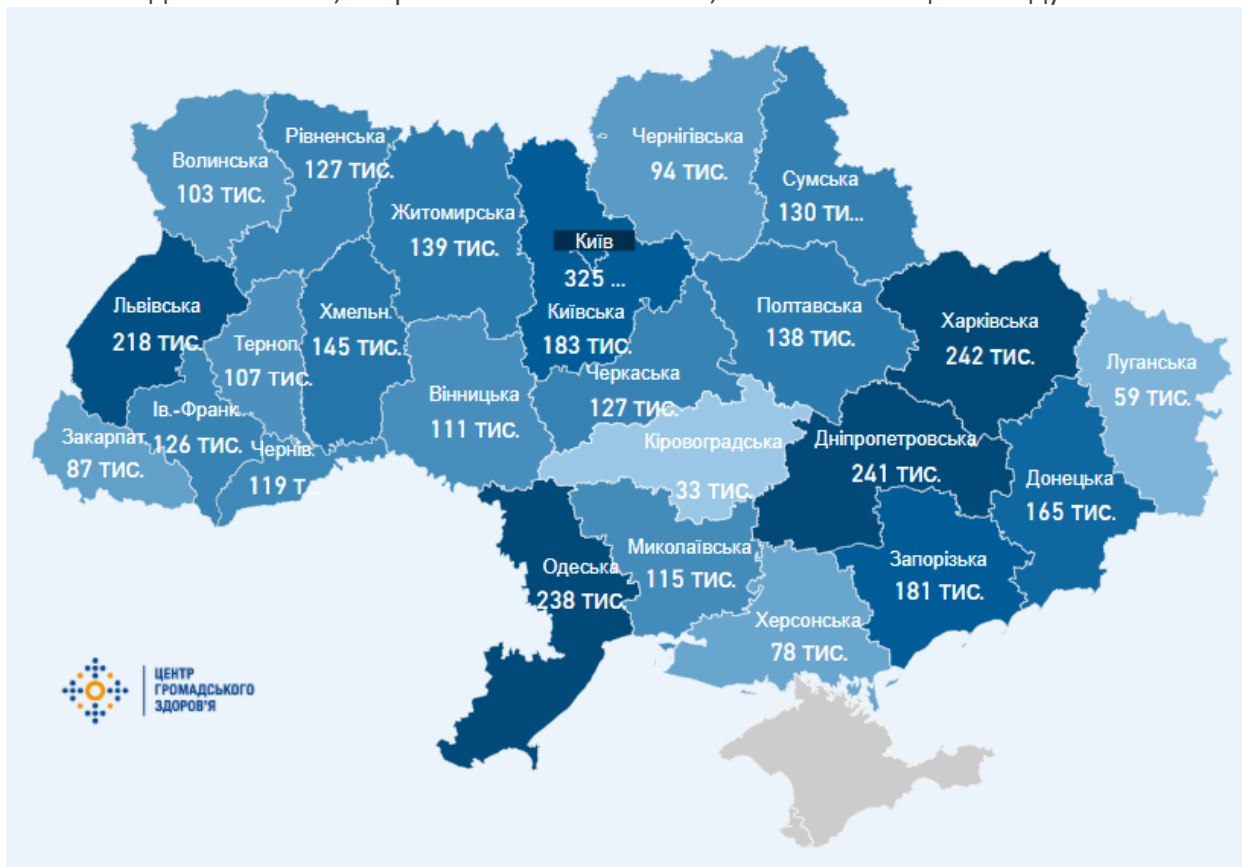 Чернігівська
94 тис.
Рівненська
127 тис.
Волинська
103 тис.
Сумська
130 ти...
Житомирська
139 тис.
Київ
325 ...
Львівська
218 тис.
Хмельн.
145 тис.
Київська
183 тис.
Полтавська
138 тис.
Харківська
242 тис.
Терноп.
107 тис.
Луганська
59 тис.
Черкаська
127 тис.
Вінницька
111 тис.
Ів.-Франк.
126 тис.
Закарпат.
87 тис.
Чернів.
119 т...
Кіровоградська
33 тис.
Дніпропетровська
241 тис.
Донецька
165 тис.
Миколаївська
115 тис.
Одеська
238 тис.
Запорізька
181 тис.
Херсонська
78 тис.
ЦЕНТР
ГРОМАДСЬКОГО
ЗДОРОВ'Я